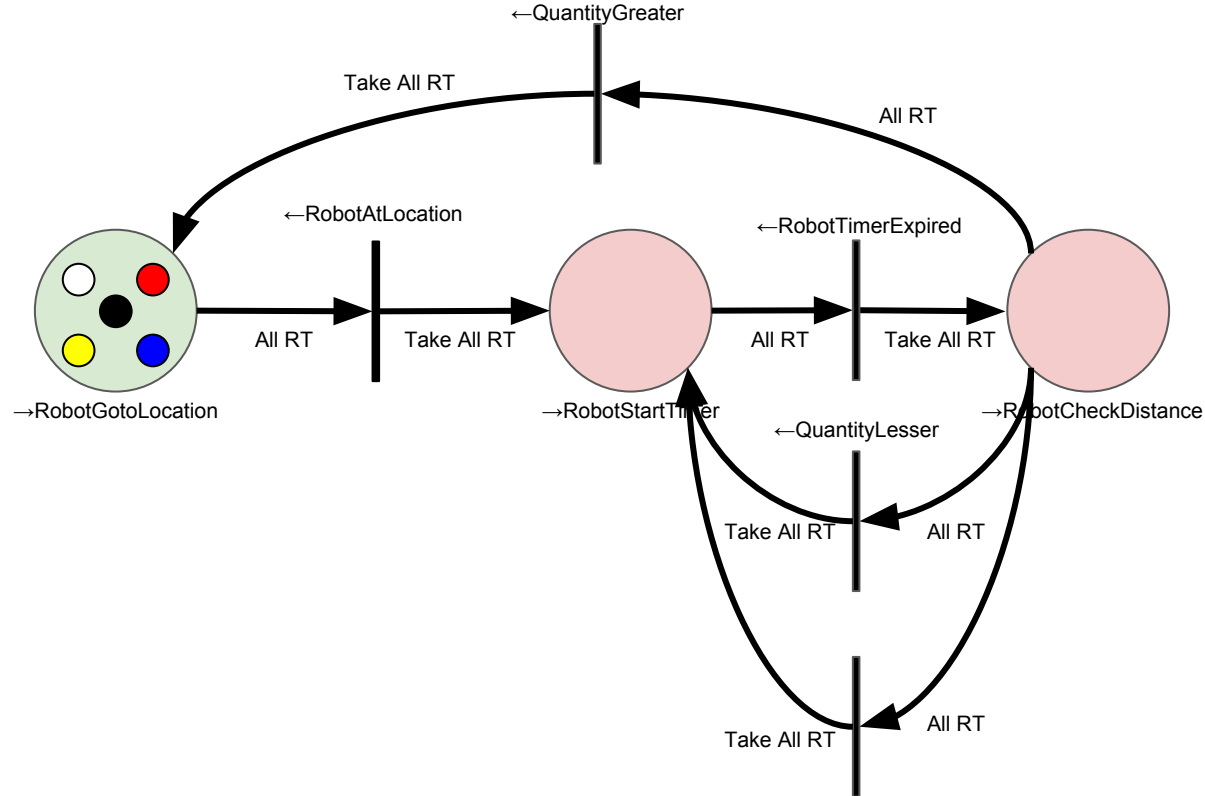 ←QuantityGreater
Take All RT
All RT
←RobotAtLocation
←RobotTimerExpired
All RT
Take All RT
All RT
Take All RT
→RobotGotoLocation
→RobotStartTimer
→RobotCheckDistance
←QuantityLesser
Take All RT
All RT
Take All RT
All RT